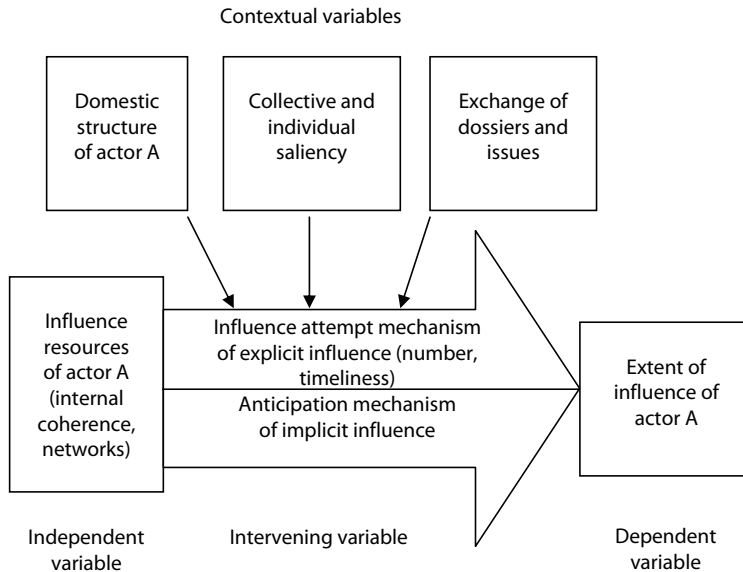 Contextual variables
Domestic
structure
of actor A
Collective and
individual
saliency
Exchange of
dossiers and
issues
Influence
resources
of actor A
(internal
coherence,
networks)
Influence attempt mechanism
of explicit influence (number,
timeliness)
Anticipation mechanism
of implicit influence
Extent of
influence of
actor A
Independent
variable
Intervening variable
Dependent
variable